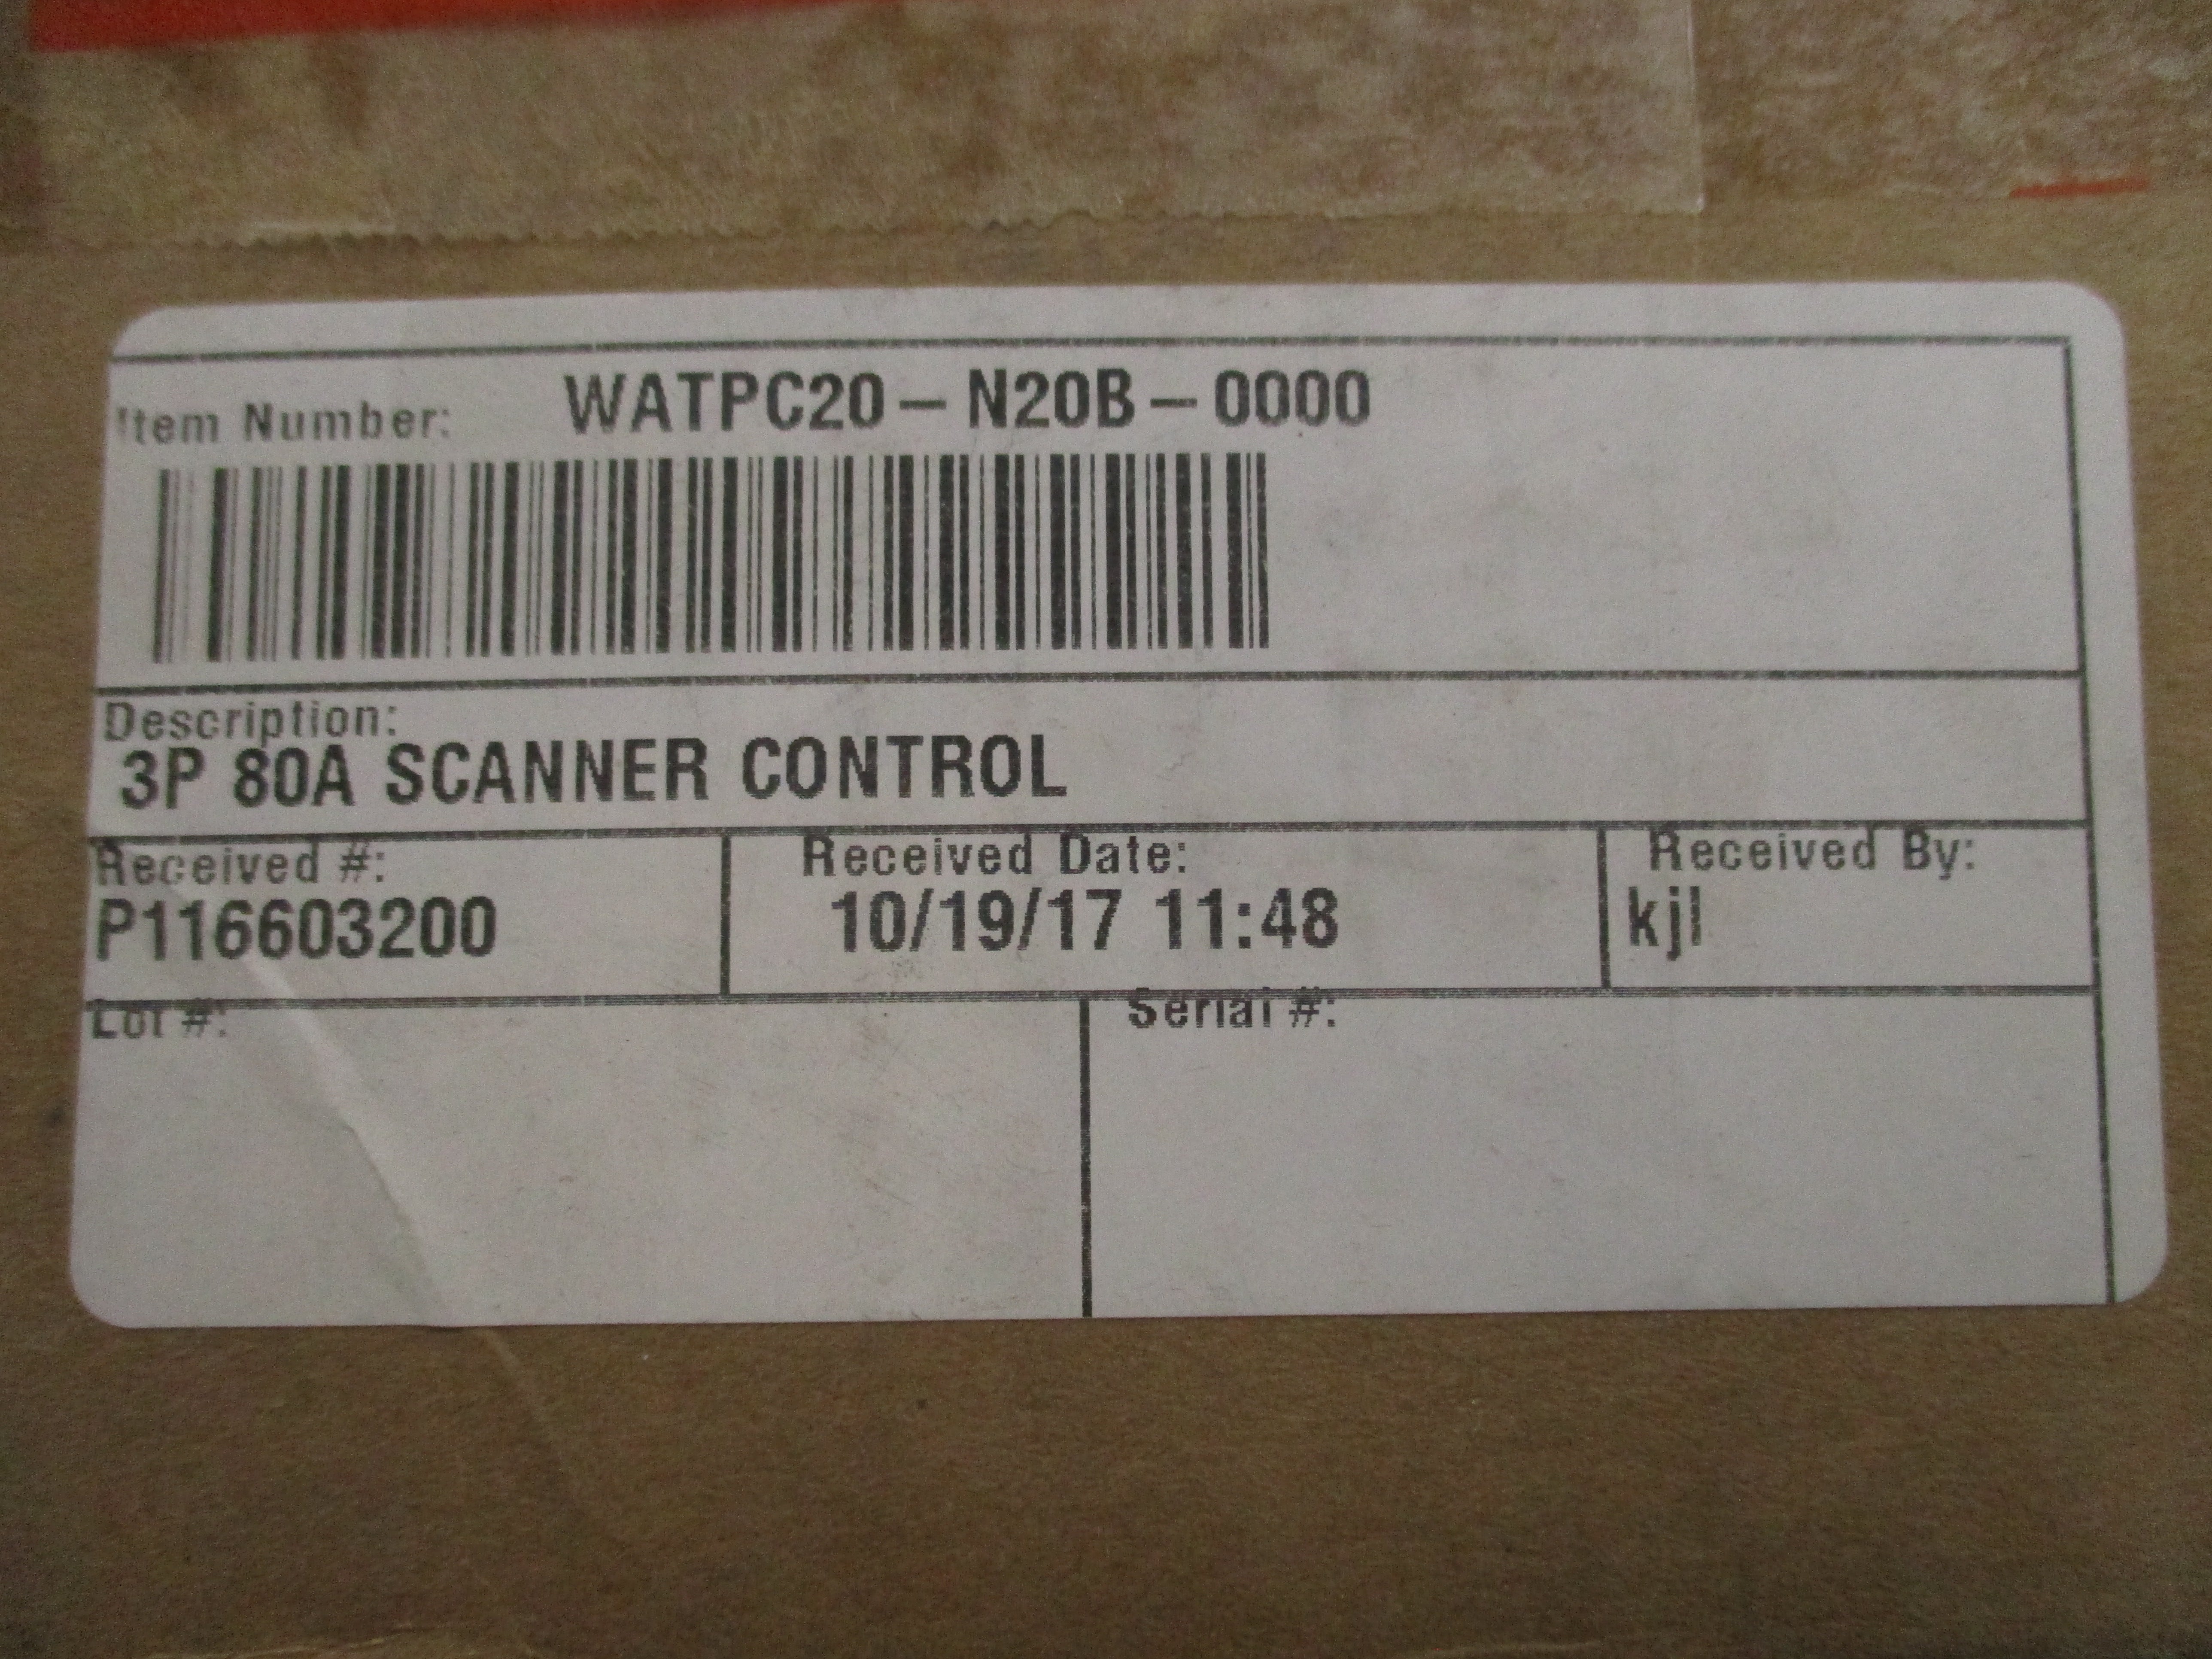 Item Number: WATPC20-N20B-0000
Description:
3P 80A SCANNER CONTROL
Received #: Received Date: Received By:
P116603200 10/19/17 11:48 kjl
Lot #: Serial #: